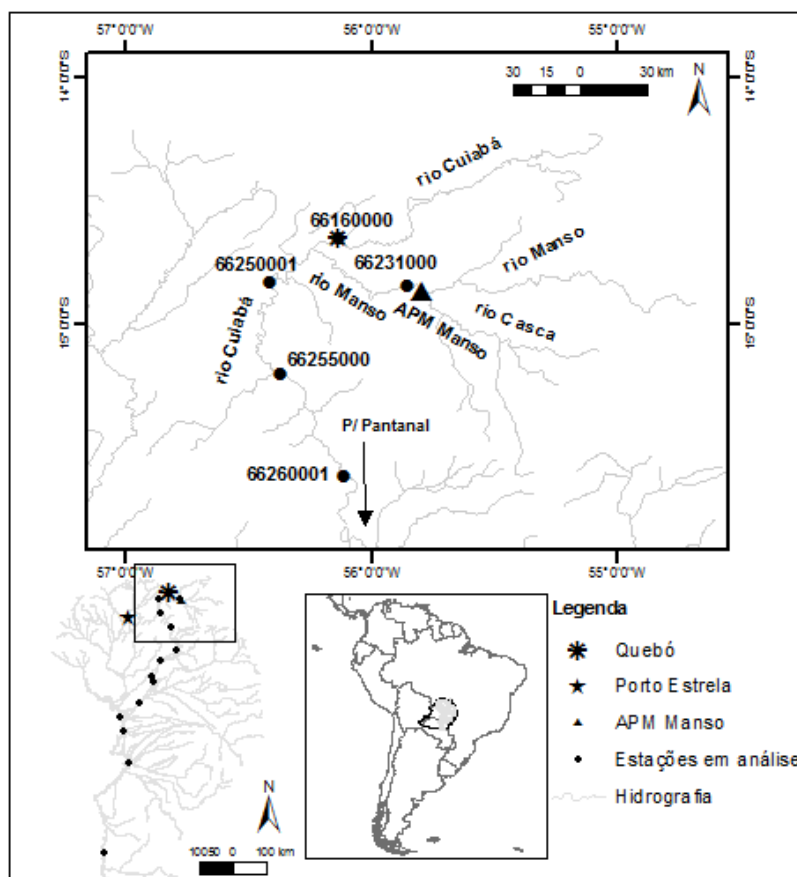 57°0'0"W 56°0'0"W 55°0'0"W
14°0'0"S 14°0'0"S
30 15 0 30 km
N
rio Cuiabá
66160000
66250001 66231000
rio Manso
rio Manso
APM Manso
rio Casca
15°0'0"S 15°0'0"S
rio Cuiabá
66255000
P/ Pantanal
66260001
57°0'0"W 56°0'0"W 55°0'0"W
Legenda
Quebó
Porto Estrela
APM Manso
Estações em análise
Hidrografia
N
10050 0 100 km